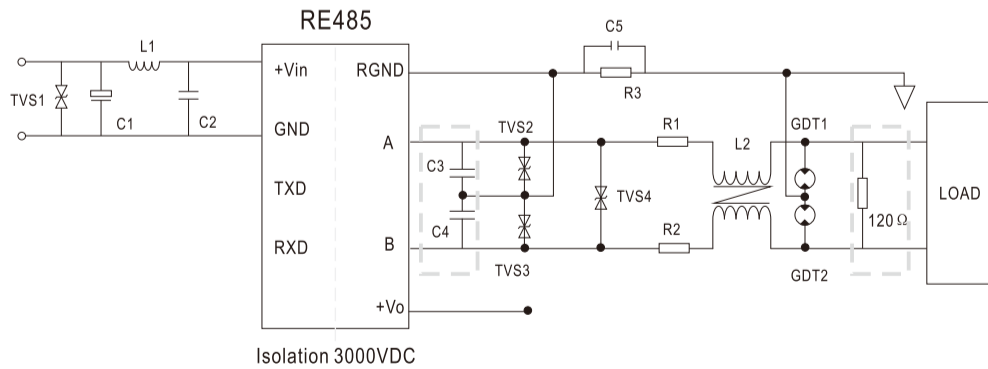 RE485
C5
L1
+Vin
RGND
R3
TVS1
C1
C2
GND
TVS2
R1
L2
GDT1
A
C3
TXD
TVS4
LOAD
C4
120Ω
RXD
B
R2
TVS3
GDT2
+Vo
Isolation 3000VDC